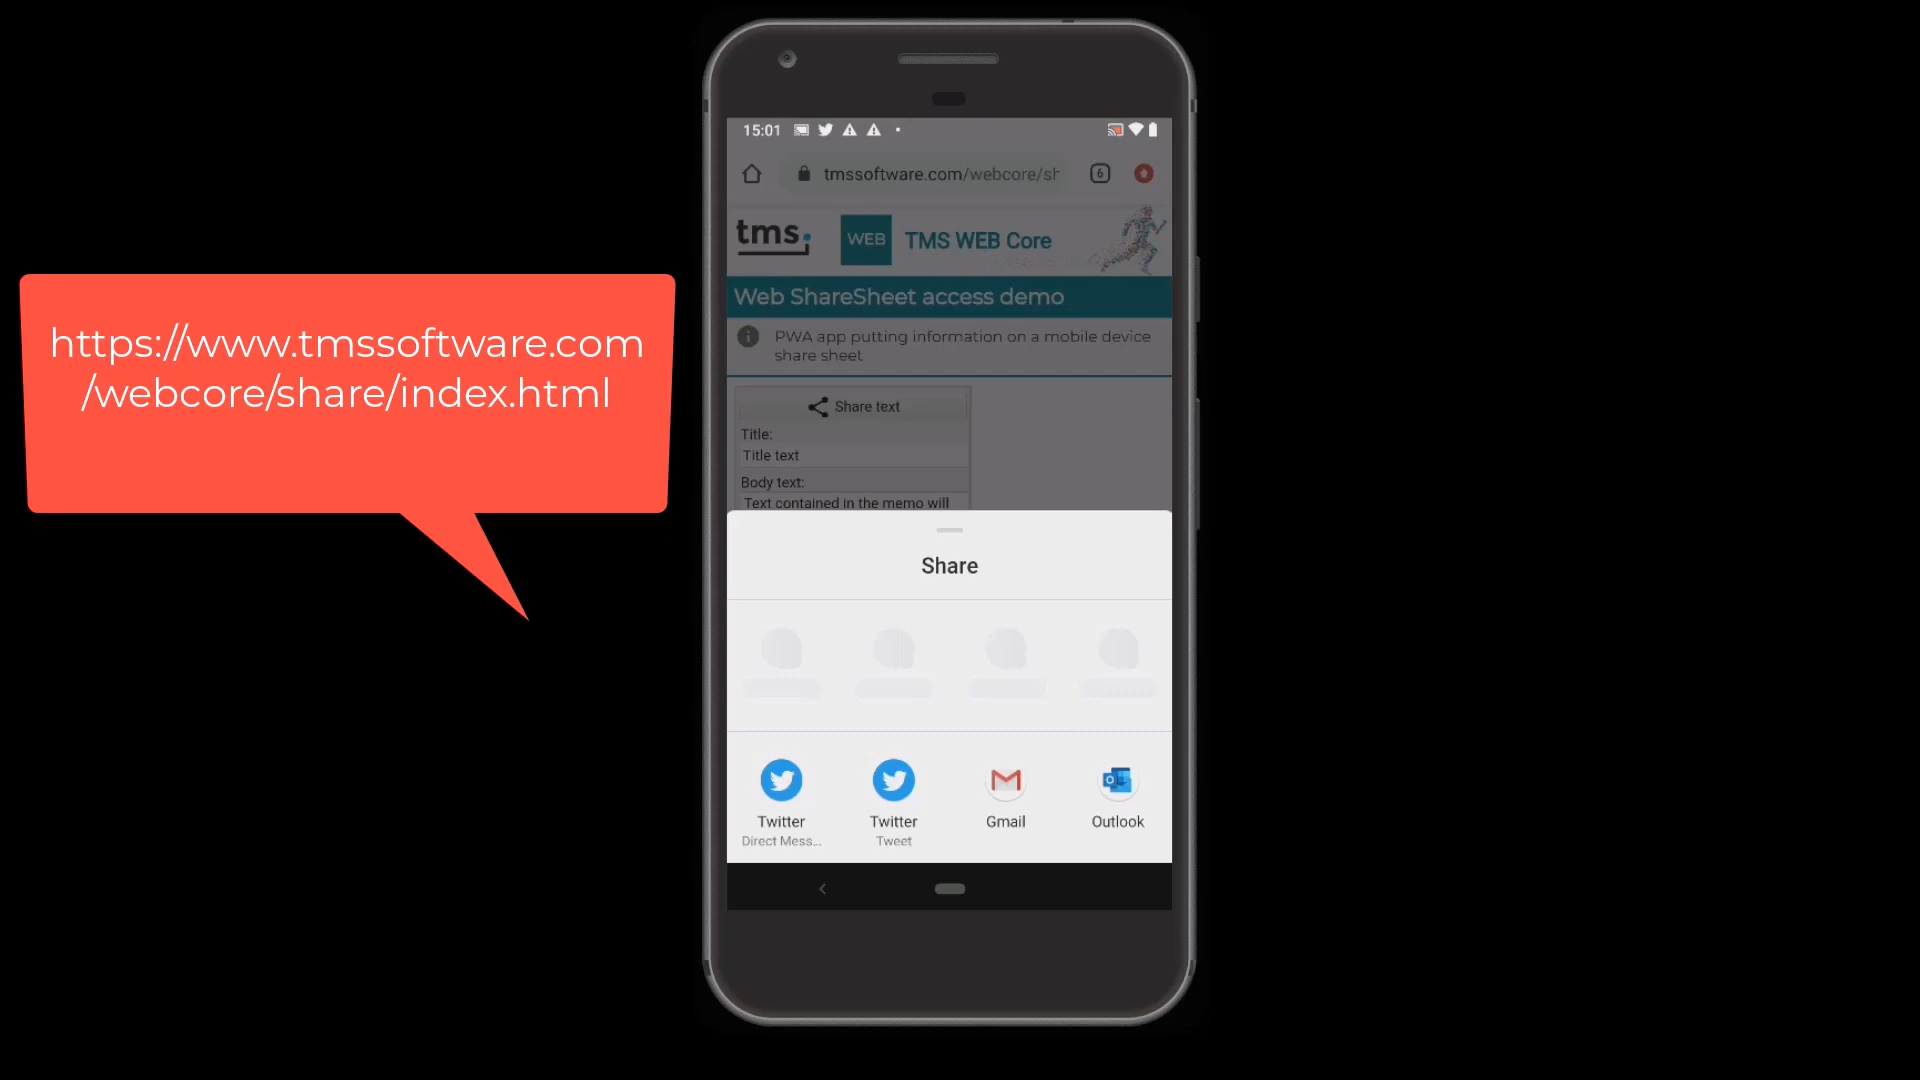 https://www.tmssoftware.com
/webcore/share/index.html
15:01
tmssoftware.com/webcore/sh
6
tms
WEB
TMS WEB Core
Web ShareSheet access demo
PWA app putting information on a mobile device
share sheet
Share text
Title:
Title text
Body text:
Text contained in the memo will
Share
Twitter
Direct Mess...
Twitter
Tweet
Gmail
Outlook